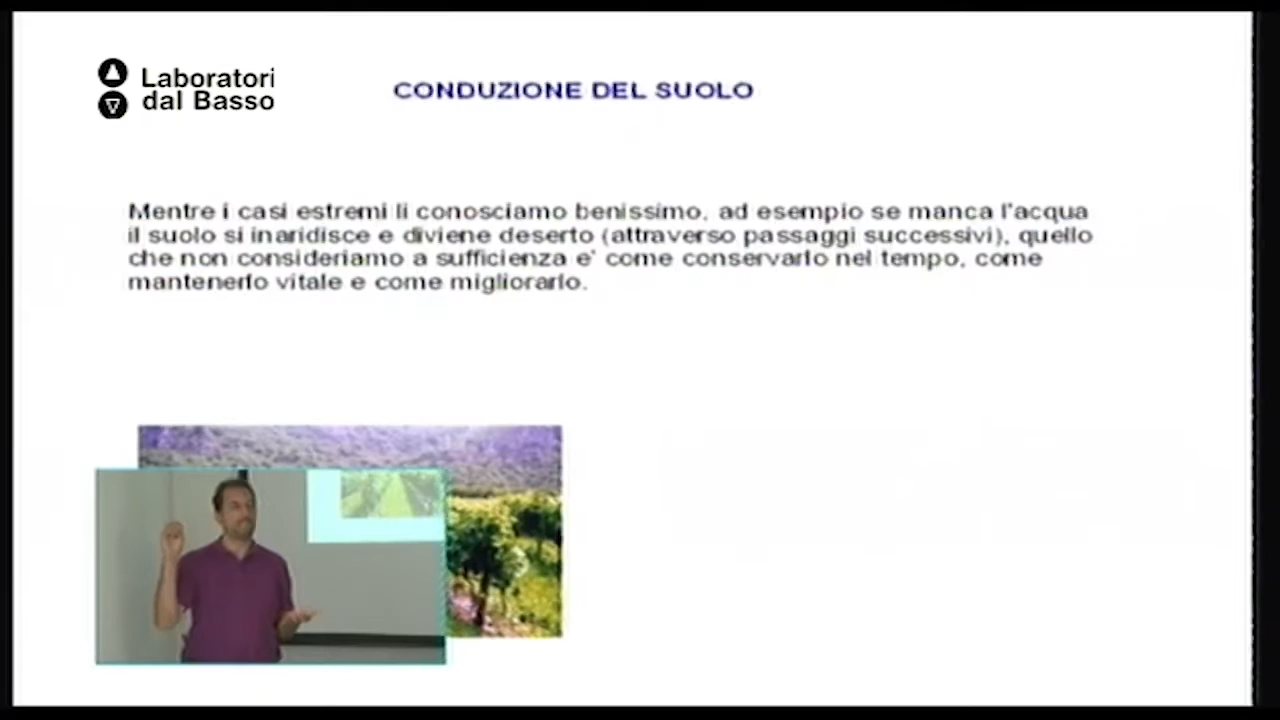 Laboratori
dal Basso
CONDUZIONE DEL SUOLO
Mentre i casi estremi li conosciamo benissimo, ad esempio se manca l'acqua
il suolo si inaridisce e diviene deserto (attraverso passaggi successivi), quello
che non consideriamo a sufficienza e' come conservarlo nel tempo, come
mantenerlo vitale e come migliorarlo.